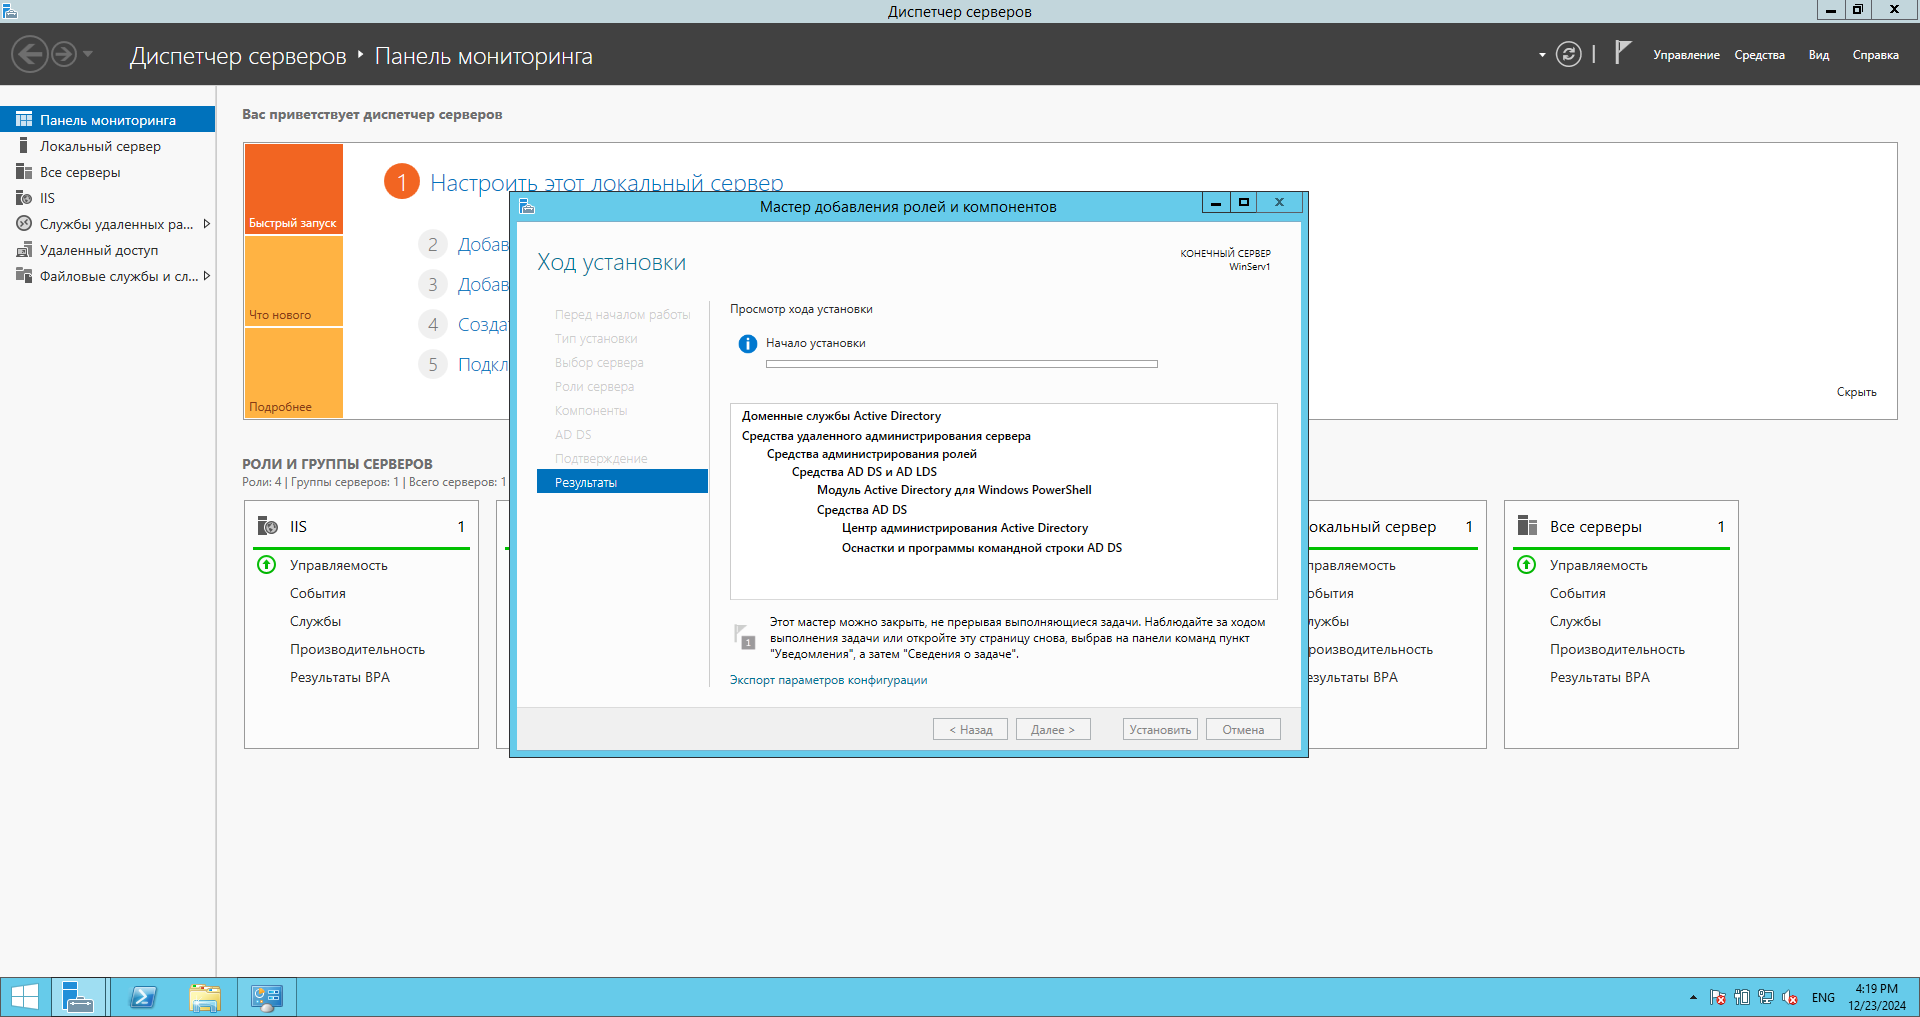 Диспетчер серверов
Диспетчер серверов ‣ Панель мониторинга
Управление Средства Вид Справка
Панель мониторинга
Локальный сервер
Все серверы
IIS
Службы удаленных ра...
Удаленный доступ
Файловые службы и сл...
Вас приветствует диспетчер серверов
Быстрый запуск
Что нового
Подробнее
1 Настроить этот локальный сервер
2 Добав
3 Добав
4 Созда
5 Подкл
Скрыть
РОЛИ И ГРУППЫ СЕРВЕРОВ
Роли: 4 | Группы серверов: 1 | Всего серверов: 1
IIS 1
Управляемость
События
Службы
Производительность
Результаты BPA
Мастер добавления ролей и компонентов
Ход установки
КОНЕЧНЫЙ СЕРВЕР
WinServ1
Перед началом работы
Тип установки
Выбор сервера
Роли сервера
Компоненты
AD DS
Подтверждение
Результаты
Просмотр хода установки
Начало установки
Доменные службы Active Directory
Средства удаленного администрирования сервера
Средства администрирования ролей
Средства AD DS и AD LDS
Модуль Active Directory для Windows PowerShell
Средства AD DS
Центр администрирования Active Directory
Оснастки и программы командной строки AD DS
1
Этот мастер можно закрыть, не прерывая выполняющиеся задачи. Наблюдайте за ходом
выполнения задачи или откройте эту страницу снова, выбрав на панели команд пункт
"Уведомления", а затем "Сведения о задаче".
Экспорт параметров конфигурации
< Назад Далее > Установить Отмена
окальный сервер 1
правляемость
обытия
лужбы
роизводительность
езультаты BPA
Все серверы 1
Управляемость
События
Службы
Производительность
Результаты BPA
ENG
4:19 PM
12/23/2024